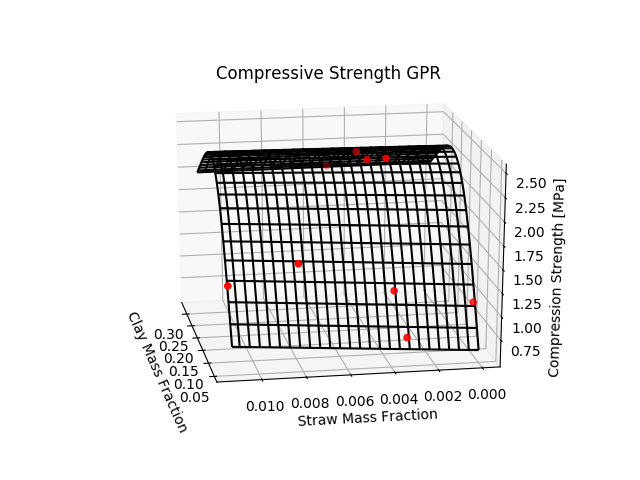 Compressive Strength GPR
2.50
2.25
2.00
1.75
1.50
1.25
1.00
0.75
Compression Strength [MPa]
0.30
0.25
0.20
0.15
0.10
0.05
Clay Mass Fraction
0.010 0.008 0.006 0.004 0.002 0.000
Straw Mass Fraction